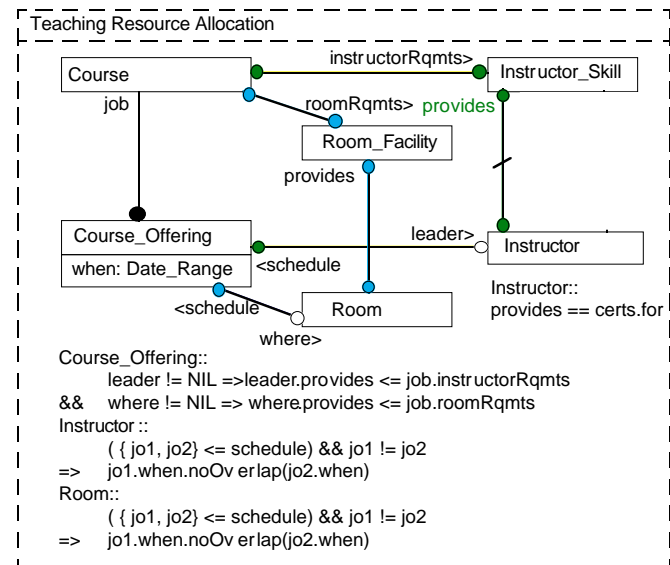 Teaching Resource Allocation
instructorRqmts>
Course
Instructor_Skill
job
roomRqmts>
provides
Room_Facility
provides
Course_Offering
leader>
Instructor
when: Date_Range
<schedule
Instructor::
<schedule
Room
provides == certs.for
where>
Course_Offering::
leader != NIL =>leader.provides <= job.instructorRqmts
&& where != NIL => where.provides <= job.roomRqmts
Instructor ::
( { jo1, jo2} <= schedule) && jo1 != jo2
=> jo1.when.noOv erlap(jo2.when)
Room::
( { jo1, jo2} <= schedule) && jo1 != jo2
=> jo1.when.noOv erlap(jo2.when)